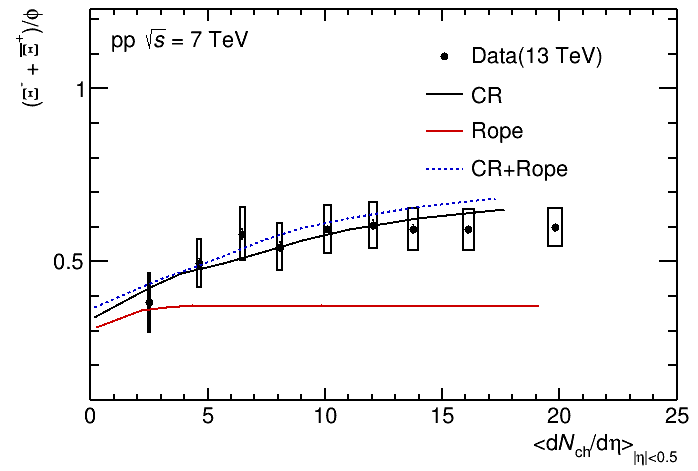 (Ξ⁻ + Ξ̅⁺)/ϕ
pp √s = 7 TeV
Data(13 TeV)
CR
Rope
CR+Rope
1
0.5
0 5 10 15 20 25
<dN_ch/dη>_|η|<0.5